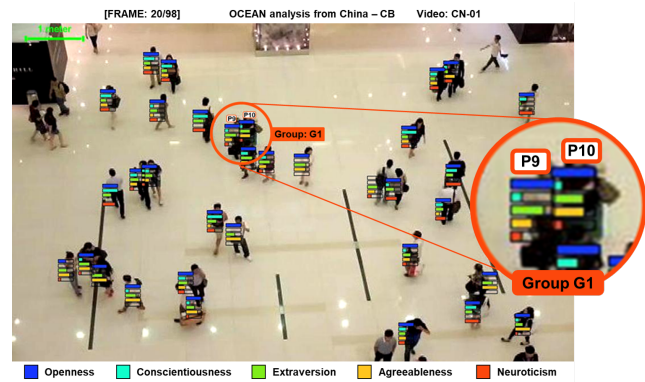 [FRAME: 20/98] OCEAN analysis from China – CB Video: CN-01
1 meter
P9 P10
Group: G1
P9 P10
Group G1
Openness Conscientiousness Extraversion Agreeableness Neuroticism